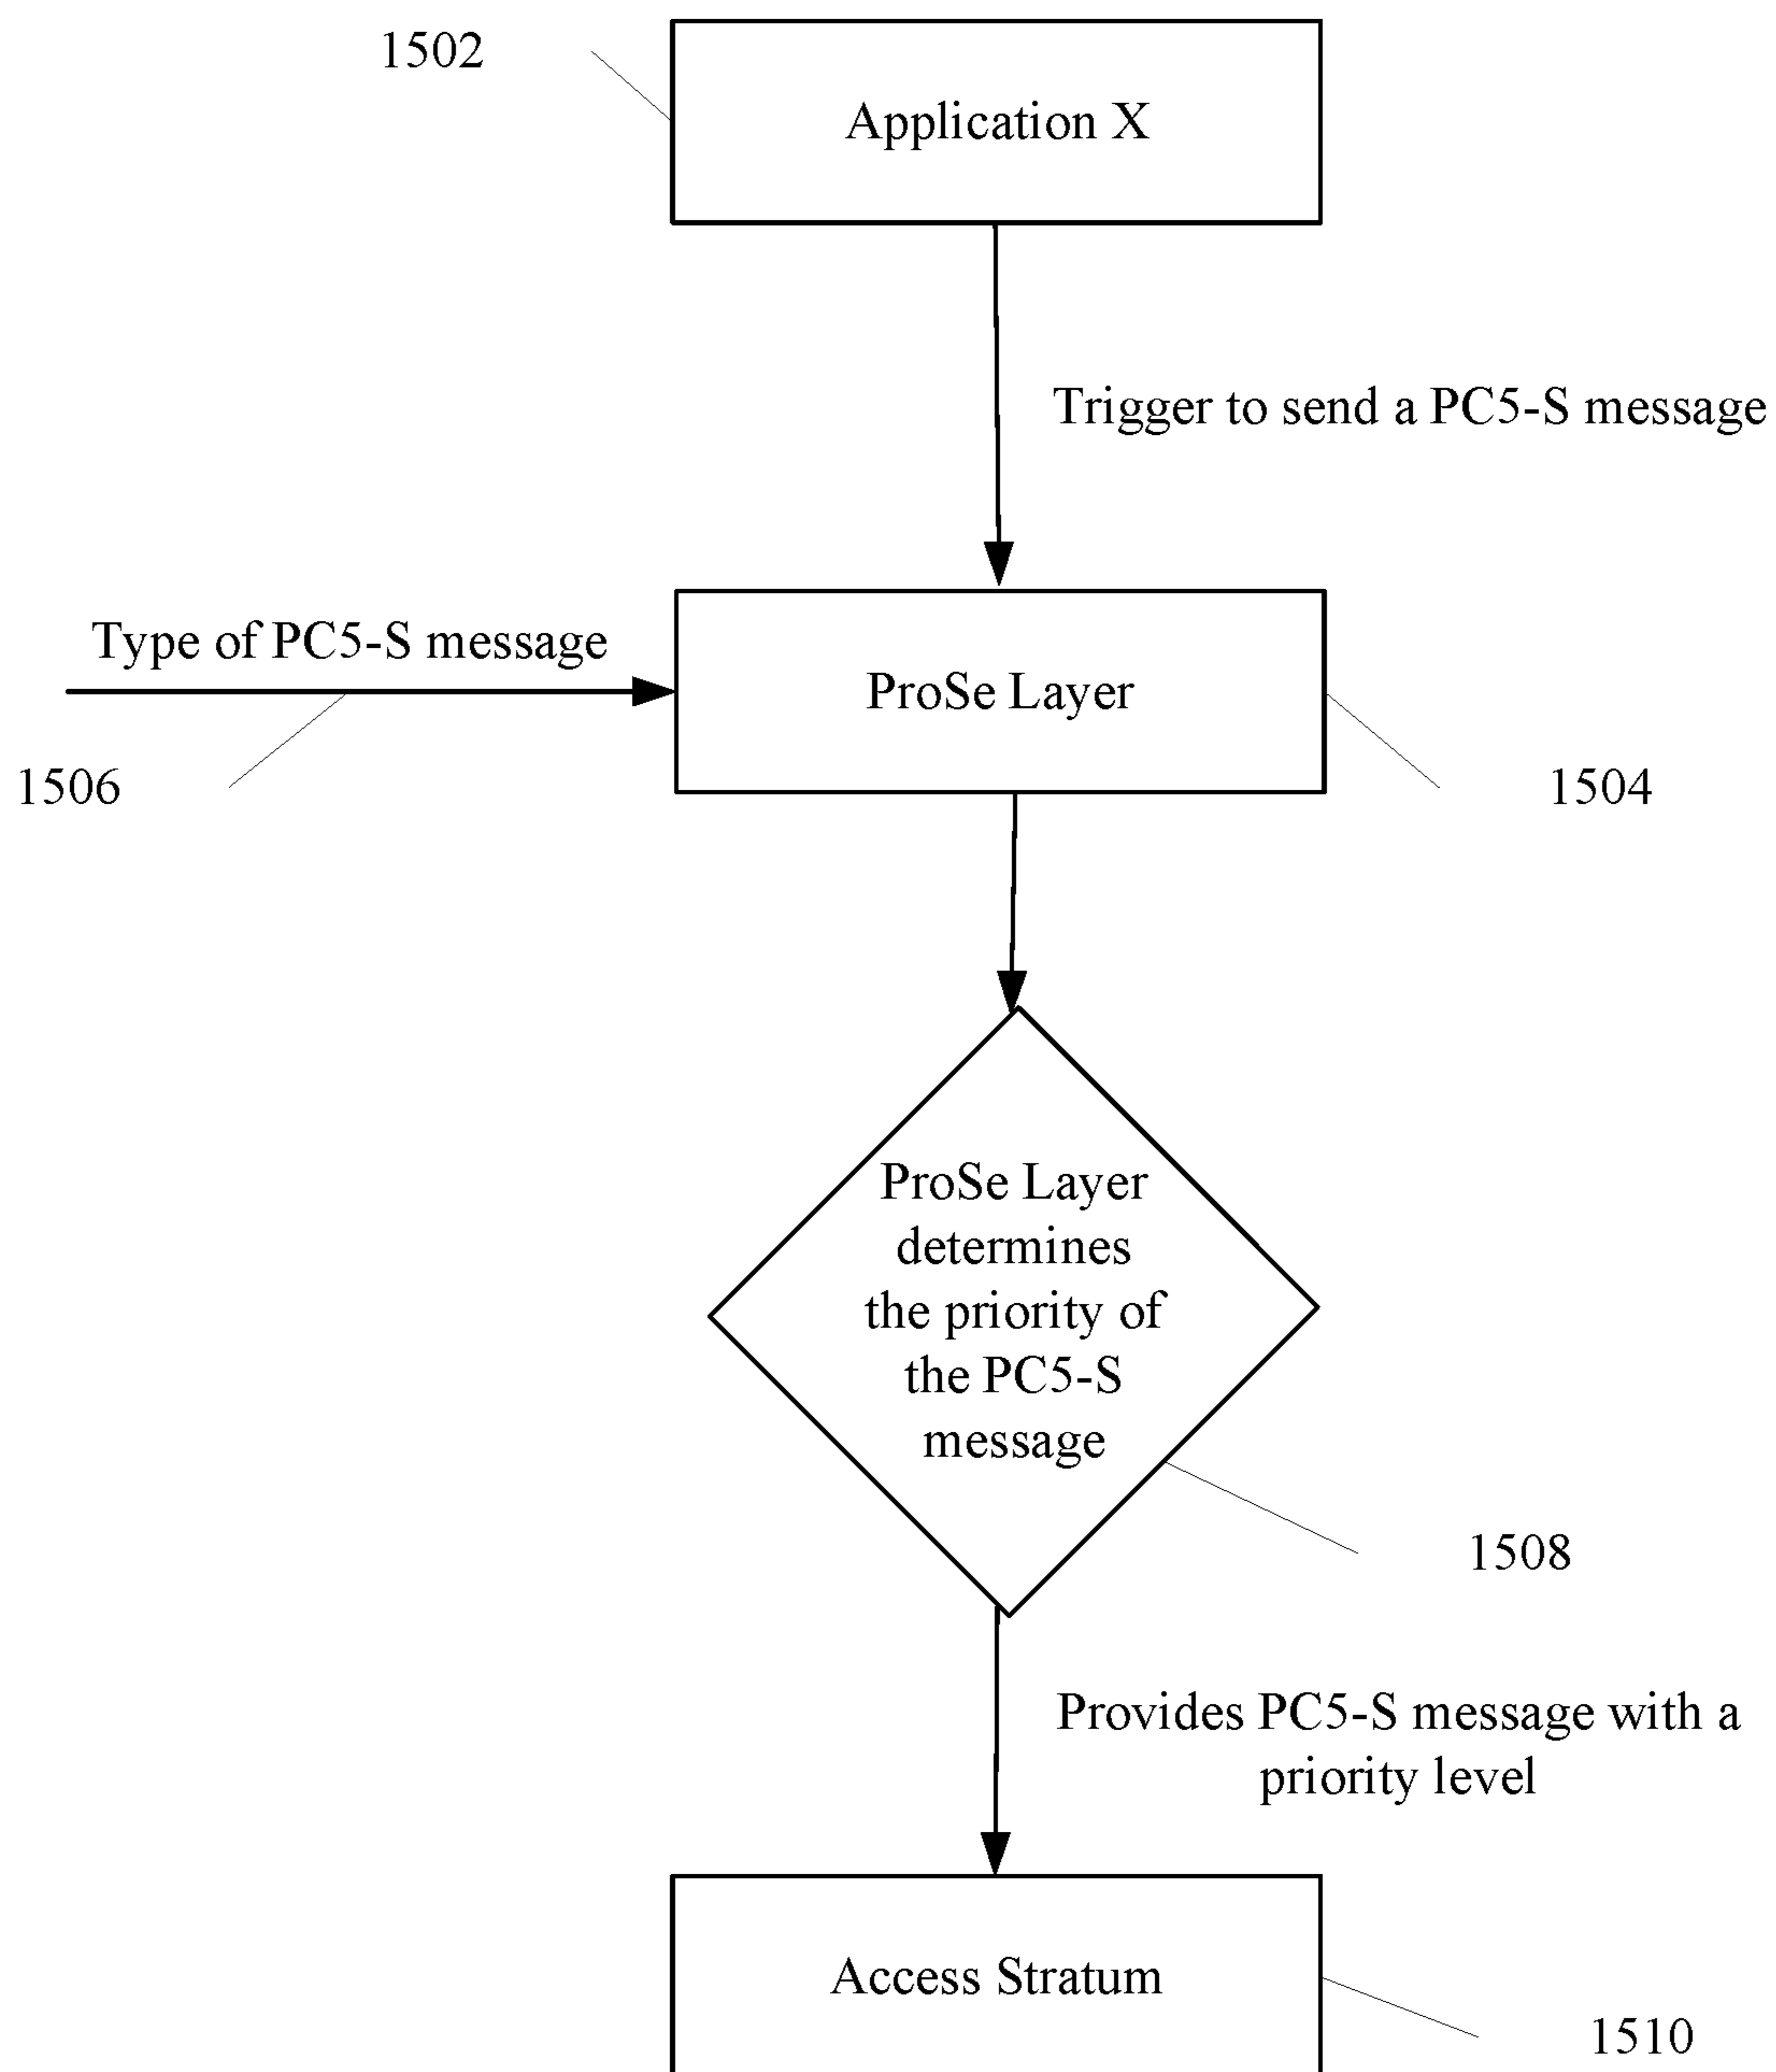 1502
Application X
Trigger to send a PC5-S message
Type of PC5-S message
ProSe Layer
1506
1504
ProSe Layer
determines
the priority of
the PC5-S
message
1508
Provides PC5-S message with a
priority level
Access Stratum
1510